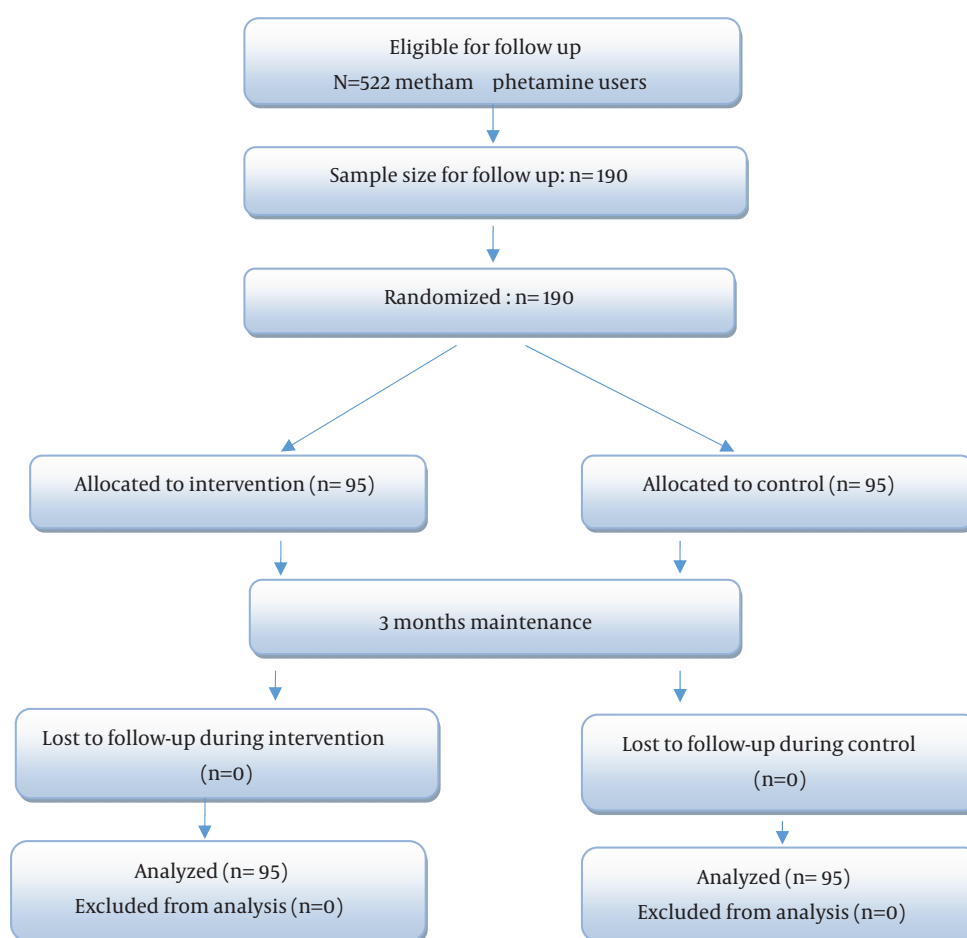 Eligible for follow up
N=522 metham phetamine users
Sample size for follow up: n=190
Randomized : n=190
Allocated to intervention (n= 95)
Allocated to control (n= 95)
3 months maintenance
Lost to follow-up during intervention
(n=0)
Lost to follow-up during control
(n=0)
Analyzed (n= 95)
Excluded from analysis (n=0)
Analyzed (n= 95)
Excluded from analysis (n=0)